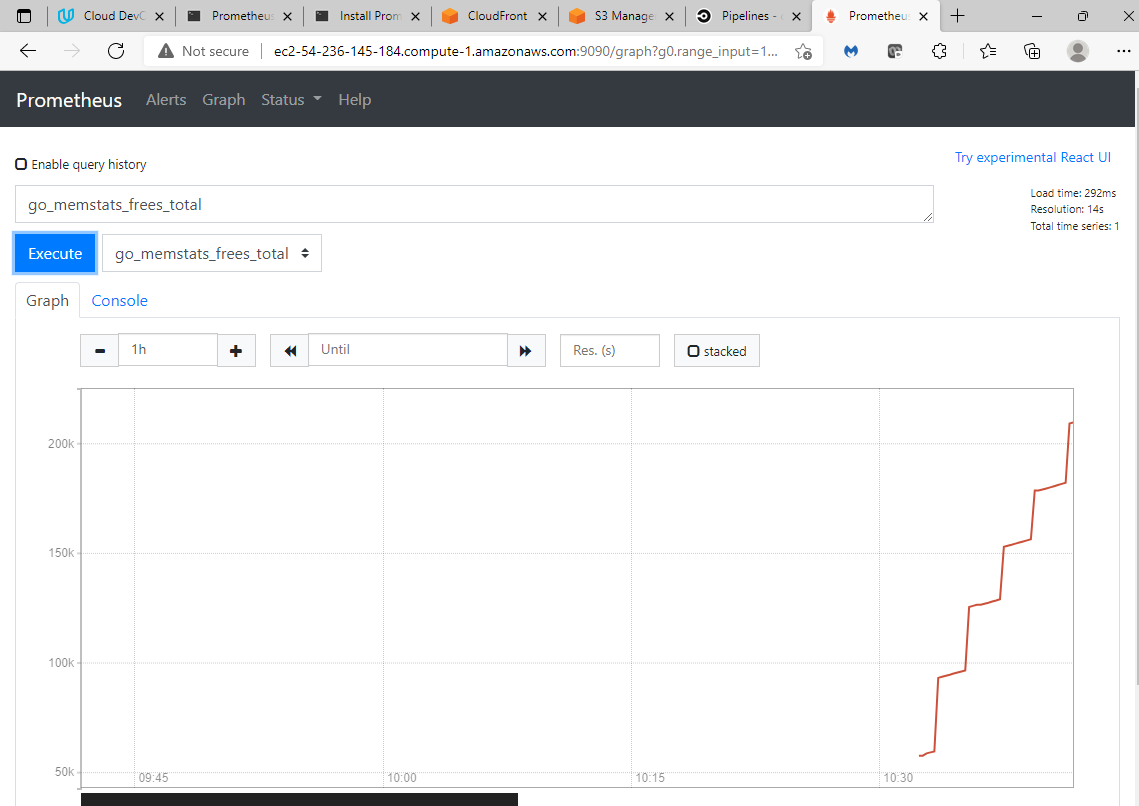 Cloud DevO
Prometheus
Install Prom
CloudFront
S3 Manage
Pipelines -
Prometheus
Not secure
ec2-54-236-145-184.compute-1.amazonaws.com:9090/graph?g0.range_input=1...
Prometheus Alerts Graph Status Help
Enable query history
Try experimental React UI
go_memstats_frees_total
Load time: 292ms
Resolution: 14s
Total time series: 1
Execute
go_memstats_frees_total
Graph
Console
1h
Until
Res. (s)
stacked
200k
150k
100k
50k
09:45
10:00
10:15
10:30